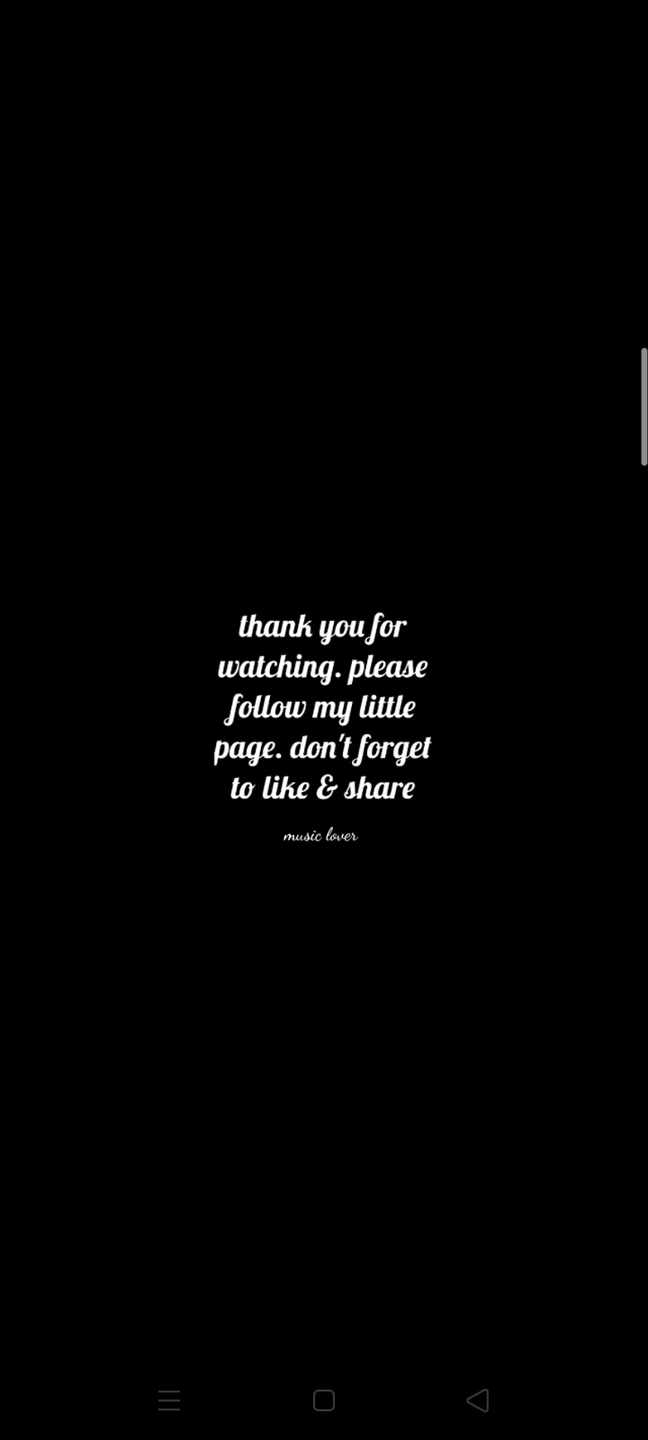 thank you for
watching. please
follow my little
page. don't forget
to like & share
music lover